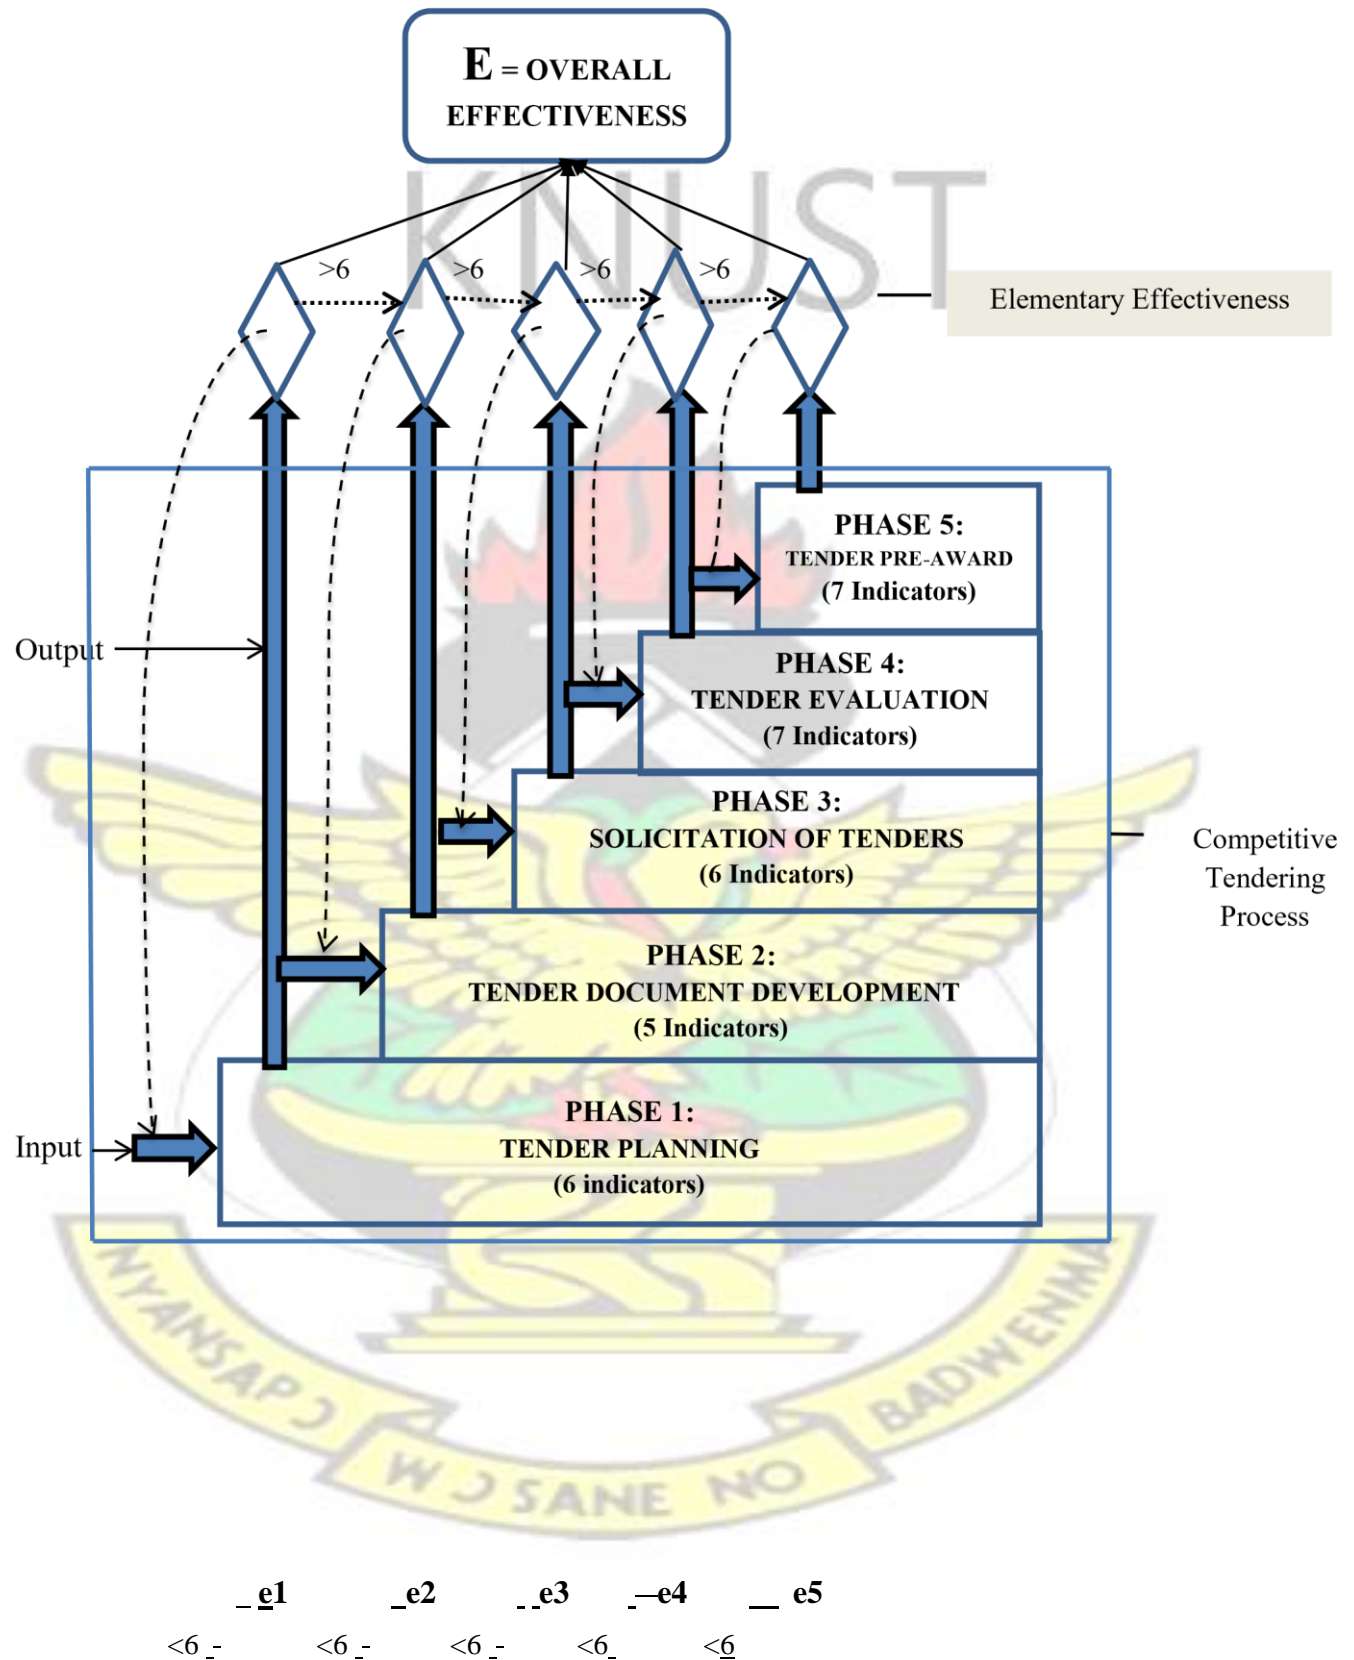 E = OVERALL
EFFECTIVENESS
KNUST
>6 >6 >6 >6
Elementary Effectiveness
PHASE 5:
TENDER PRE-AWARD
(7 Indicators)
Output
PHASE 4:
TENDER EVALUATION
(7 Indicators)
PHASE 3:
SOLICITATION OF TENDERS
(6 Indicators)
Competitive
Tendering
Process
PHASE 2:
TENDER DOCUMENT DEVELOPMENT
(5 Indicators)
PHASE 1:
TENDER PLANNING
(6 indicators)
Input
NYANSAPƆ
WƆSANE NO
BADWENMA
e1 e2 e3 e4 e5
<6 <6 <6 <6 <6